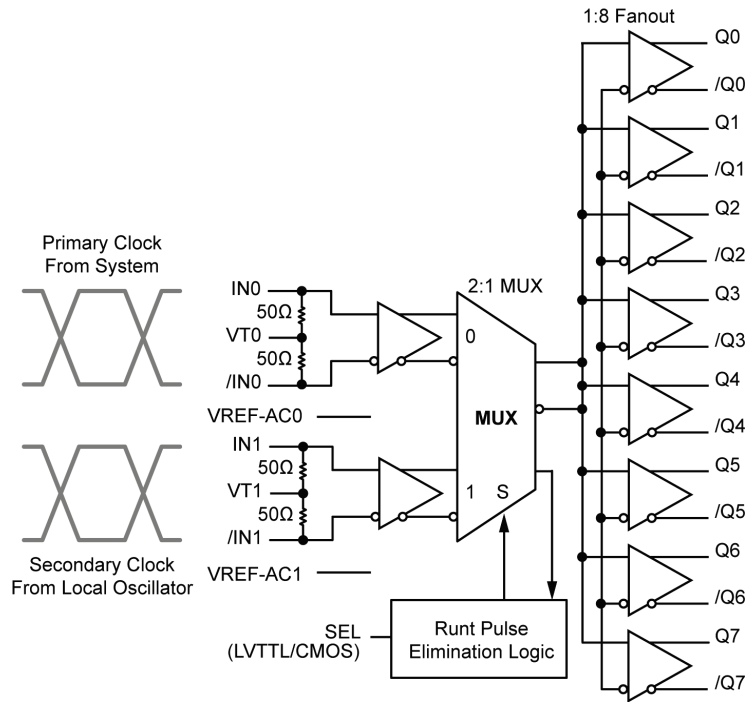 1:8 Fanout
Q0
/Q0
Q1
/Q1
Q2
/Q2
Q3
/Q3
Q4
/Q4
Q5
/Q5
Q6
/Q6
Q7
/Q7
Primary Clock
From System
IN0
50Ω
VT0
50Ω
/IN0
VREF-AC0
2:1 MUX
0
MUX
1 S
IN1
50Ω
VT1
50Ω
/IN1
VREF-AC1
Secondary Clock
From Local Oscillator
SEL
(LVTTL/CMOS)
Runt Pulse
Elimination Logic